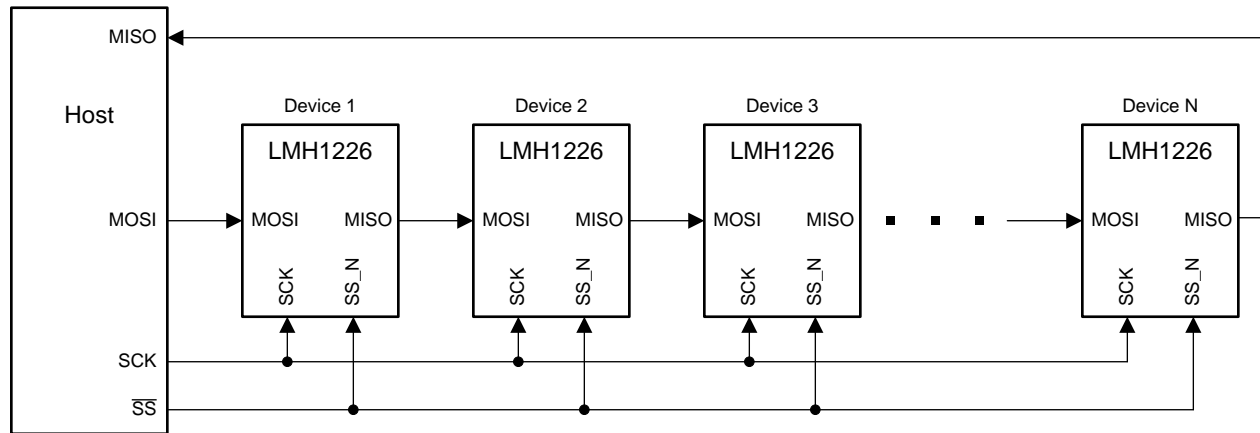 MISO
Host
Device 1
Device 2
Device 3
Device N
LMH1226
LMH1226
LMH1226
LMH1226
MOSI
MOSI
MISO
MOSI
MISO
MOSI
MISO
MOSI
MISO
SCK
SS_N
SCK
SS_N
SCK
SS_N
SCK
SS_N
SCK
S̅S̅